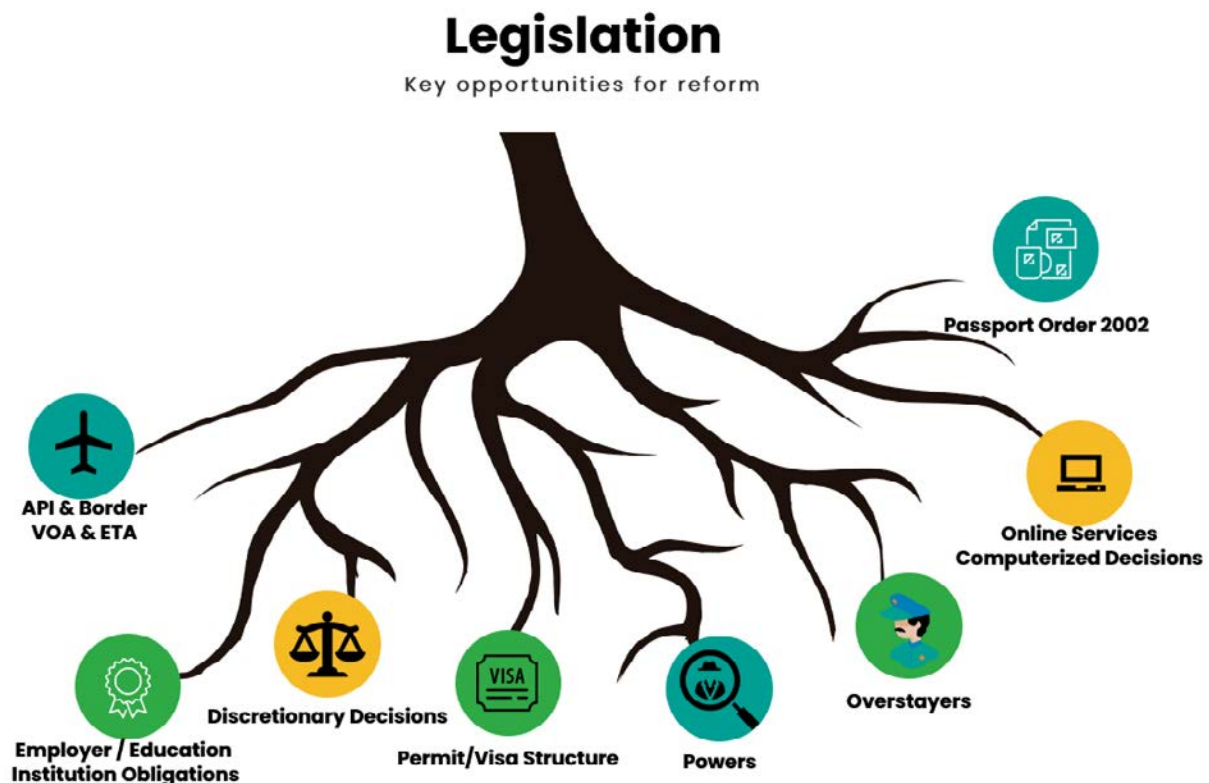 Legislation
Key opportunities for reform
Passport Order 2002
API & Border
VOA & ETA
Online Services
Computerized Decisions
VISA
Overstayers
Discretionary Decisions
Employer / Education
Institution Obligations
Permit/Visa Structure
Powers